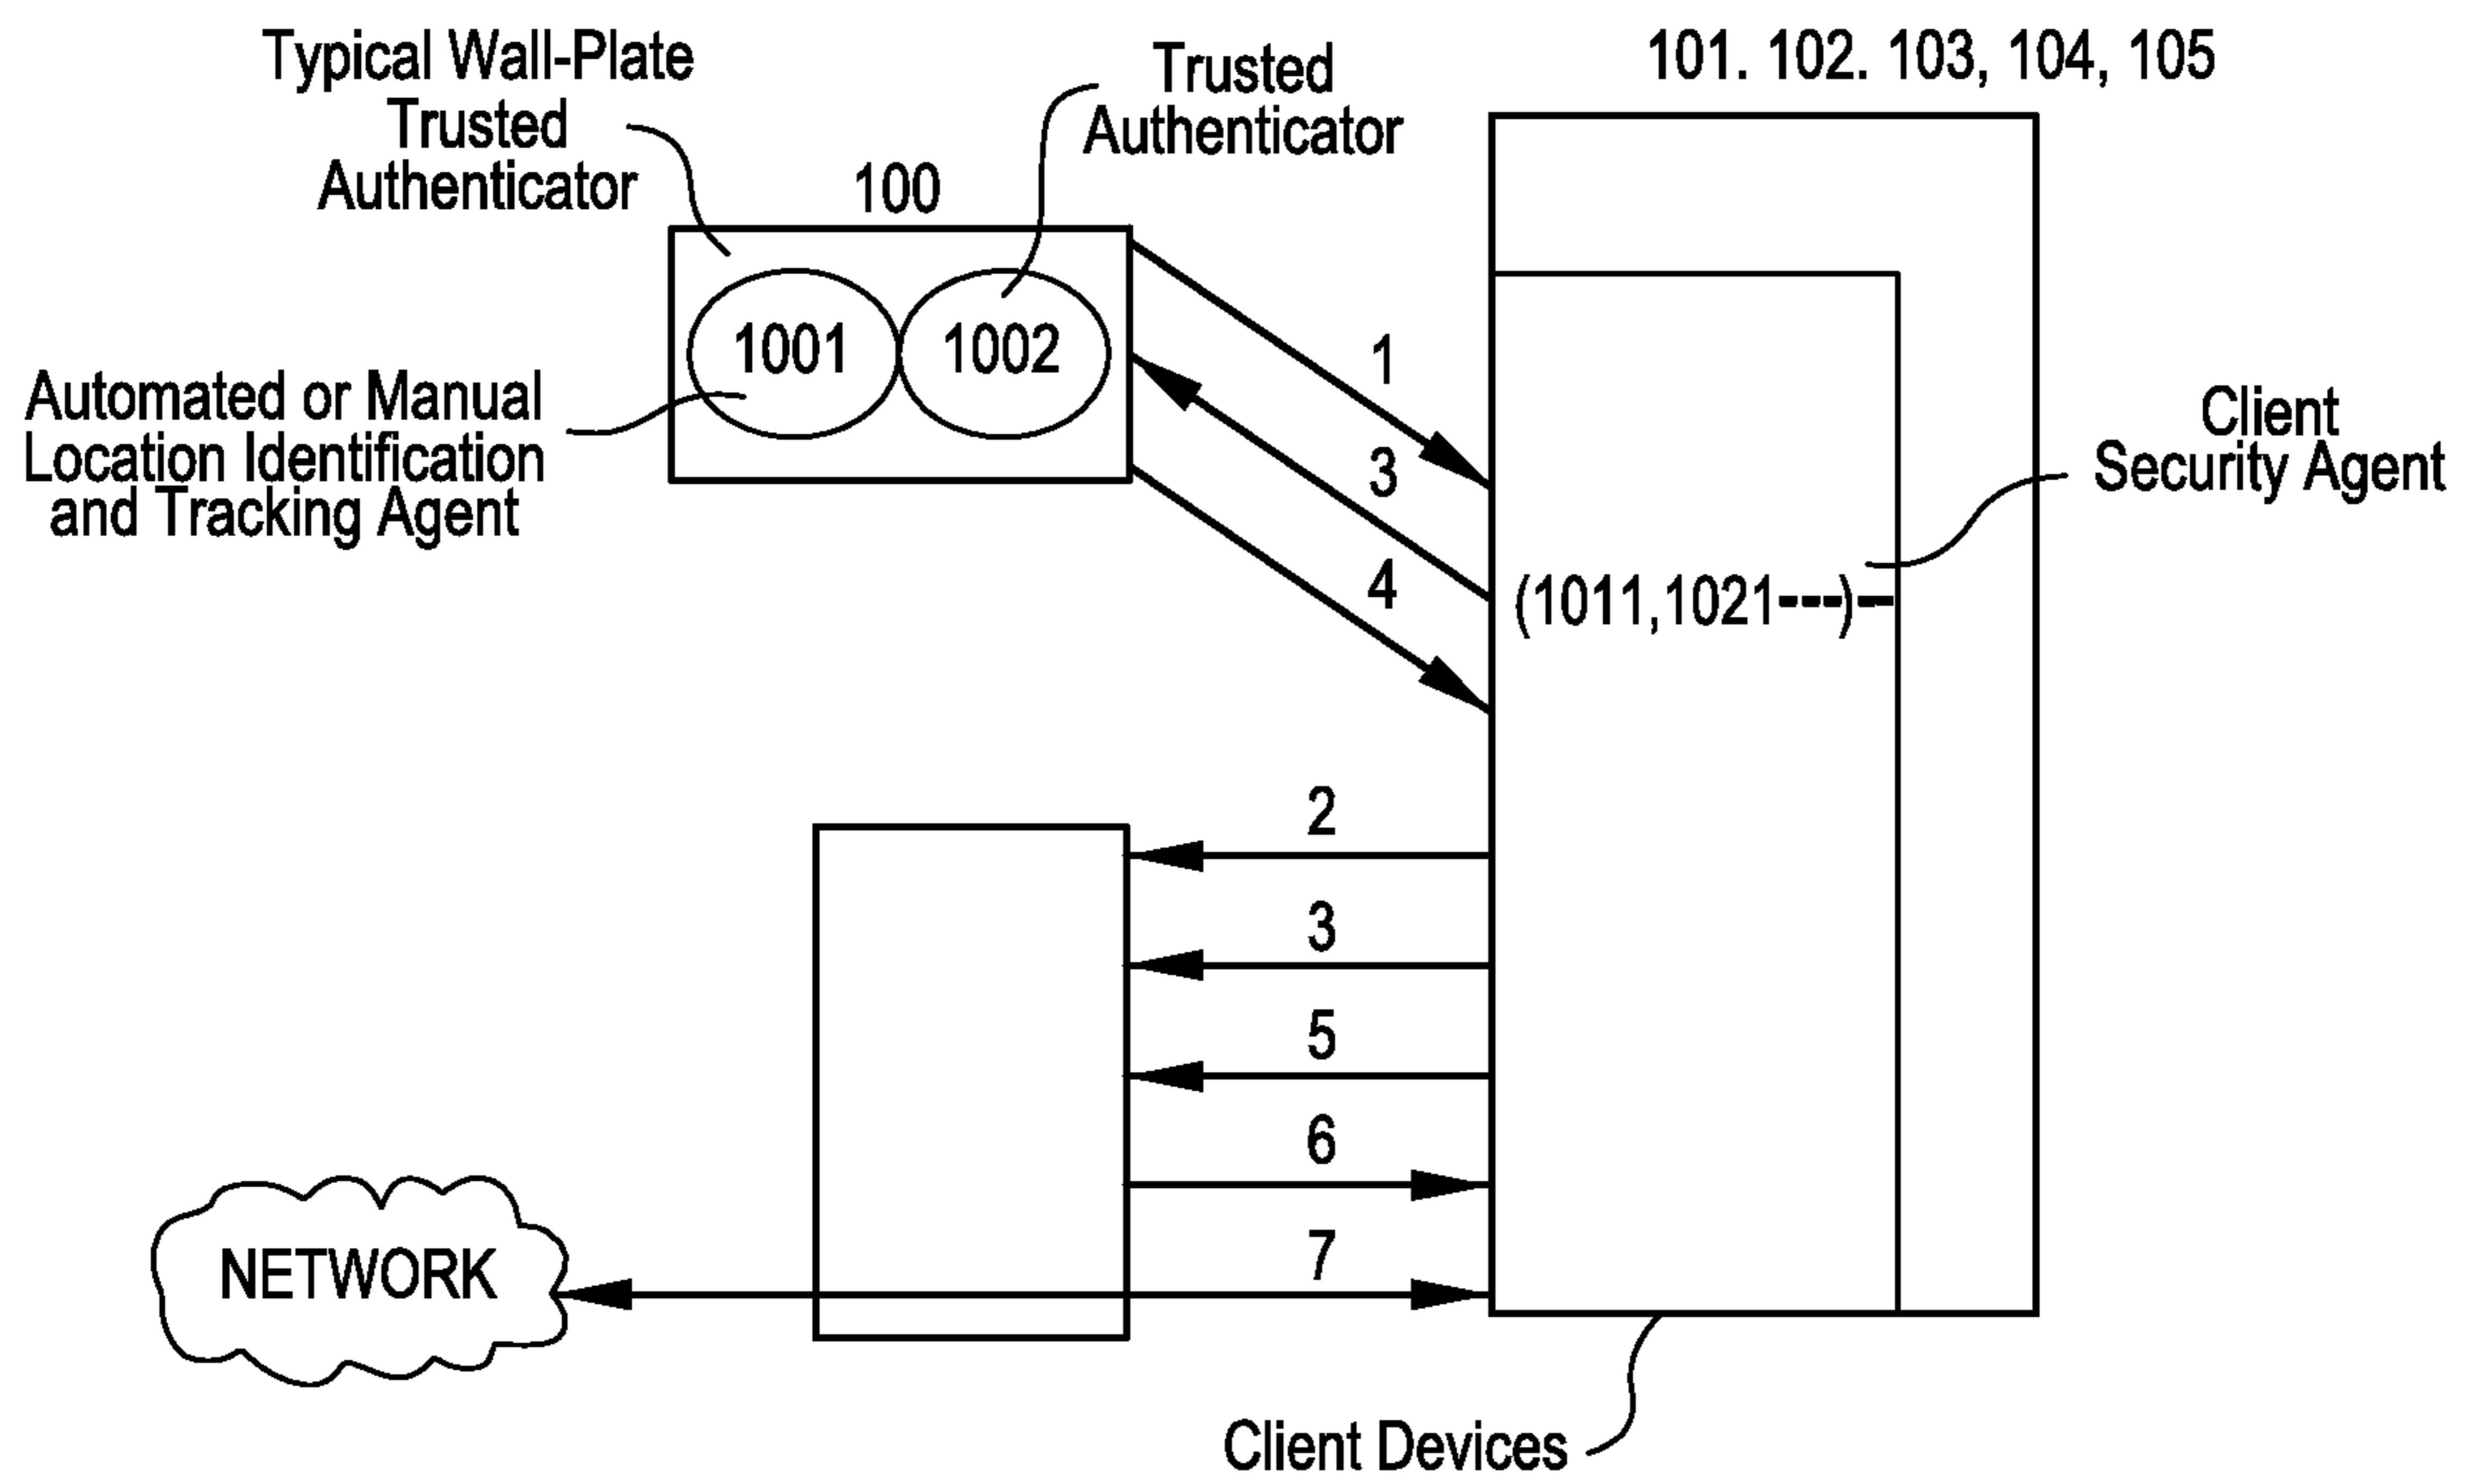 Typical Wall-Plate
Trusted
Authenticator
Trusted
Authenticator
100
101. 102. 103, 104, 105
1001
1002
Automated or Manual
Location Identification
and Tracking Agent
1
3
4
Client
Security Agent
(1011,1021---)–
2
3
5
6
7
NETWORK
Client Devices